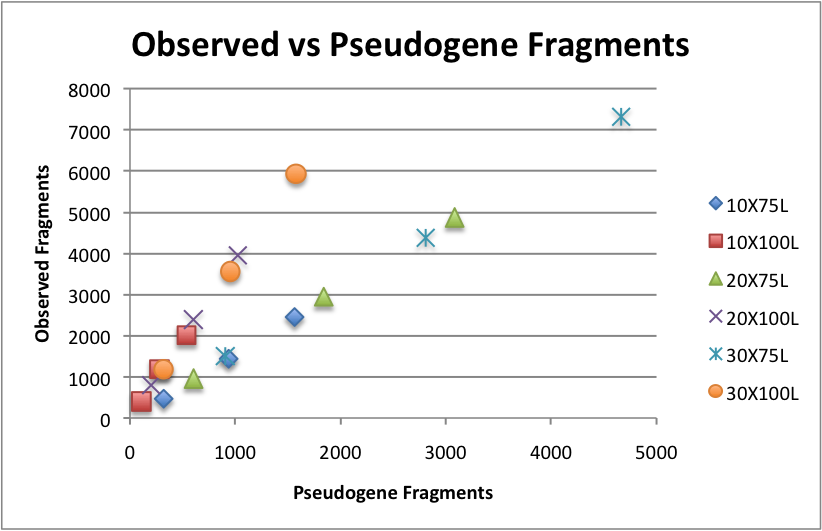 Observed vs Pseudogene Fragments
8000
7000
6000
5000
4000
3000
2000
1000
0
Observed Fragments
0 1000 2000 3000 4000 5000
Pseudogene Fragments
10X75L
10X100L
20X75L
20X100L
30X75L
30X100L